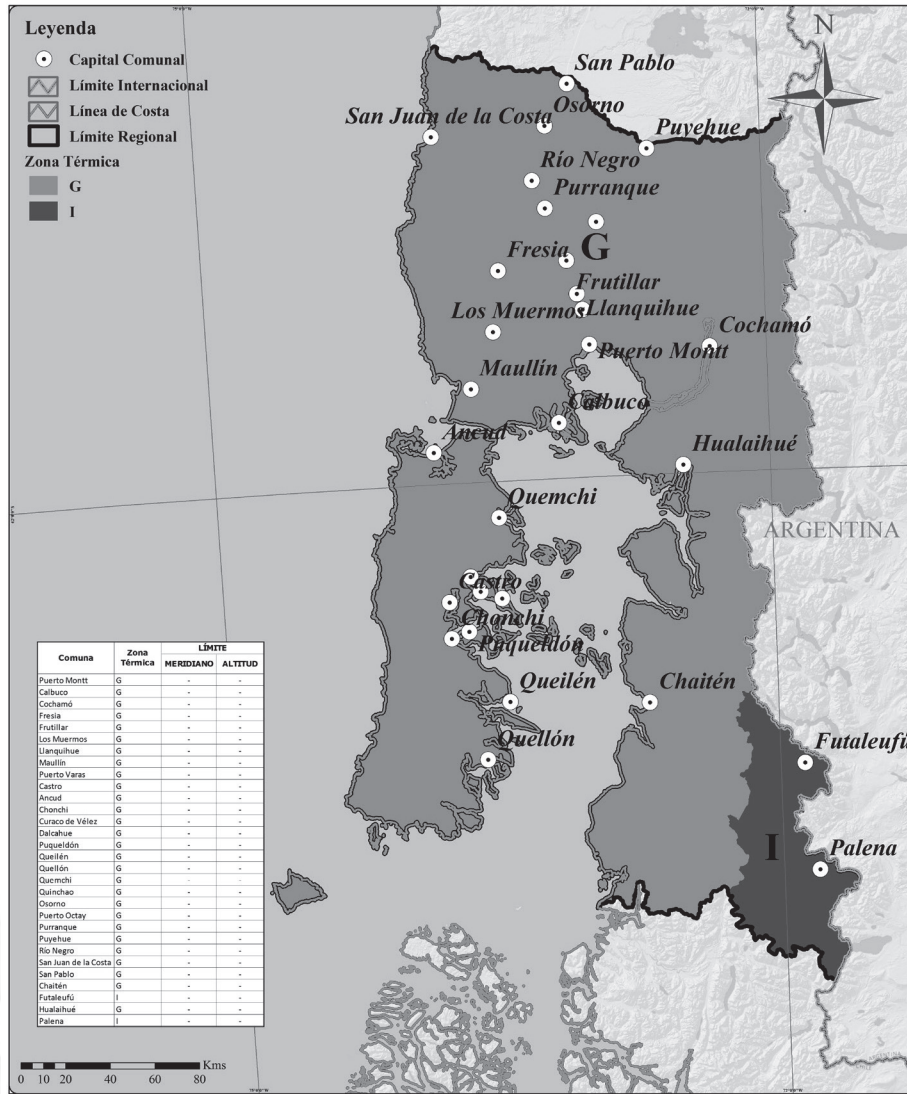 Leyenda
Capital Comunal
Límite Internacional
Línea de Costa
Límite Regional
Zona Térmica
G
I
N
San Pablo
Osorno
San Juan de la Costa
Puyehue
Río Negro
Purranque
G
Fresia
Frutillar
Llanquihue
Los Muermos
Cochamó
Puerto Montt
Maullín
Calbuco
Ancud
Hualaihué
Quemchi
ARGENTINA
Castro
Chonchi
Puqueldón
Queilén
Chaitén
Quellón
Futaleufú
I
Palena
Comuna Zona Térmica LÍMITE
MERIDIANO ALTITUD
Puerto Montt G - -
Calbuco G - -
Cochamó G - -
Fresia G - -
Frutillar G - -
Los Muermos G - -
Llanquihue G - -
Maullín G - -
Puerto Varas G - -
Castro G - -
Ancud G - -
Chonchi G - -
Curaco de Vélez G - -
Dalcahue G - -
Puqueldón G - -
Queilén G - -
Quellón G - -
Quemchi G - -
Quinchao G - -
Osorno G - -
Puerto Octay G - -
Purranque G - -
Puyehue G - -
Río Negro G - -
San Juan de la Costa G - -
San Pablo G - -
Chaitén G - -
Futaleufú I - -
Hualaihué G - -
Palena I - -
Kms
0 10 20 40 60 80